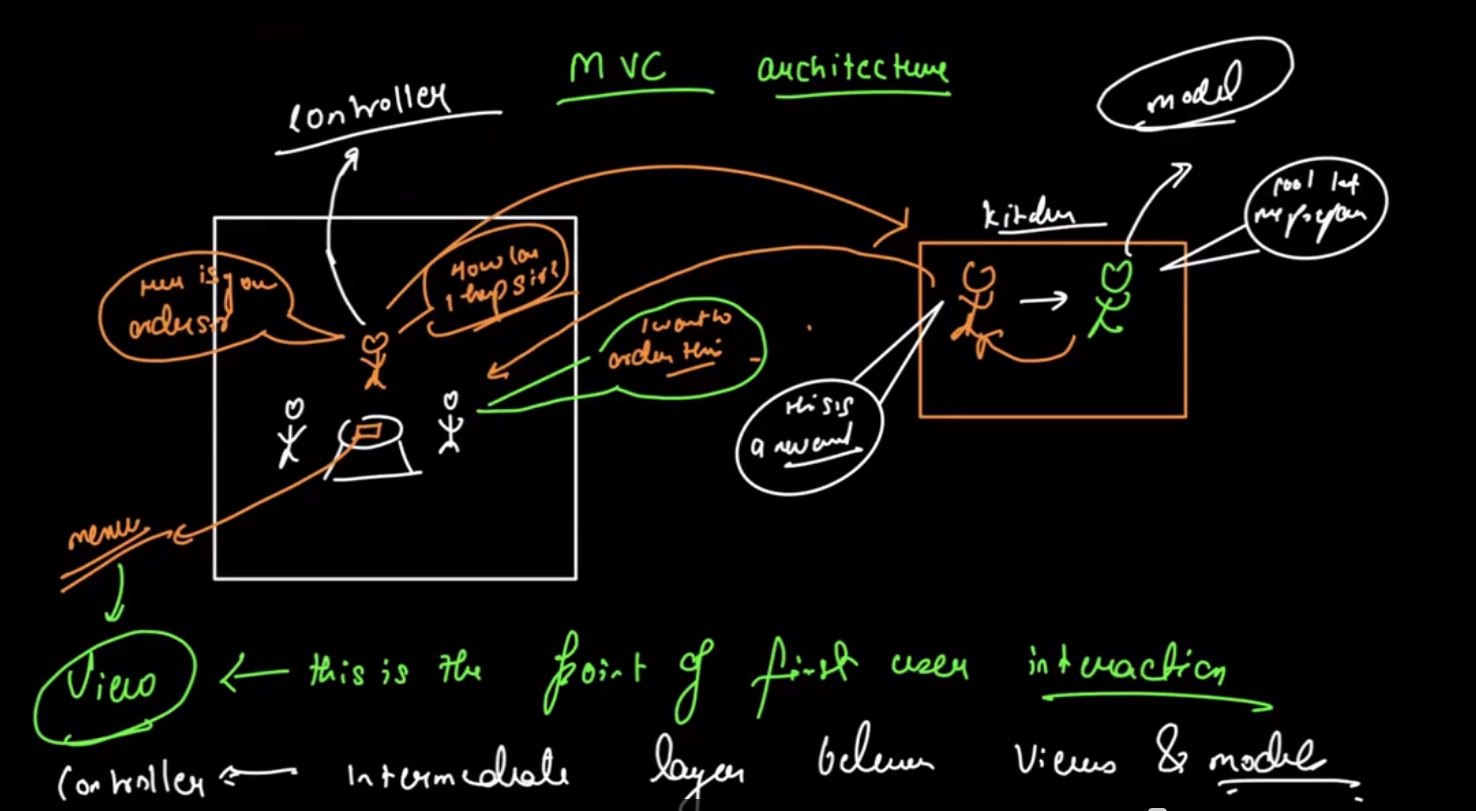 MVC architecture
controller
model
kitchen
cool let
me prepare
How can
I help sir?
here is your
order sir
I want to
order this
this is
a
menu
View ← this is the point of first user interaction
Controller ← Intermediate layer between Views & model